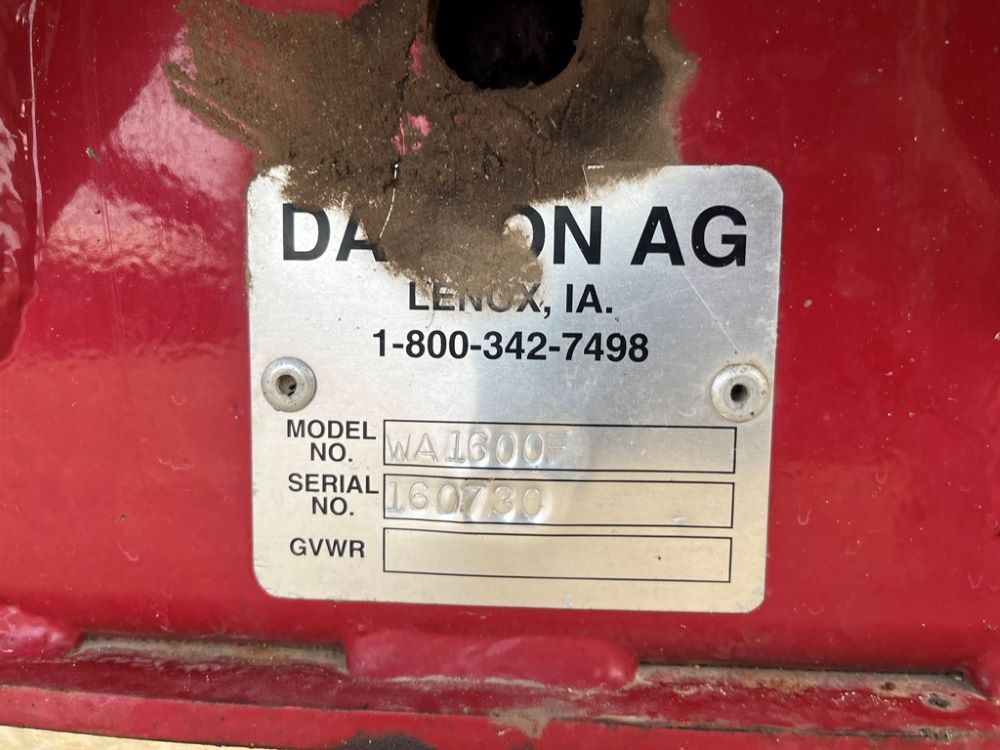 AG
LENOX, IA.
1-800-342-7498
MODEL NO. WA1600F
SERIAL NO. 160730
GVWR